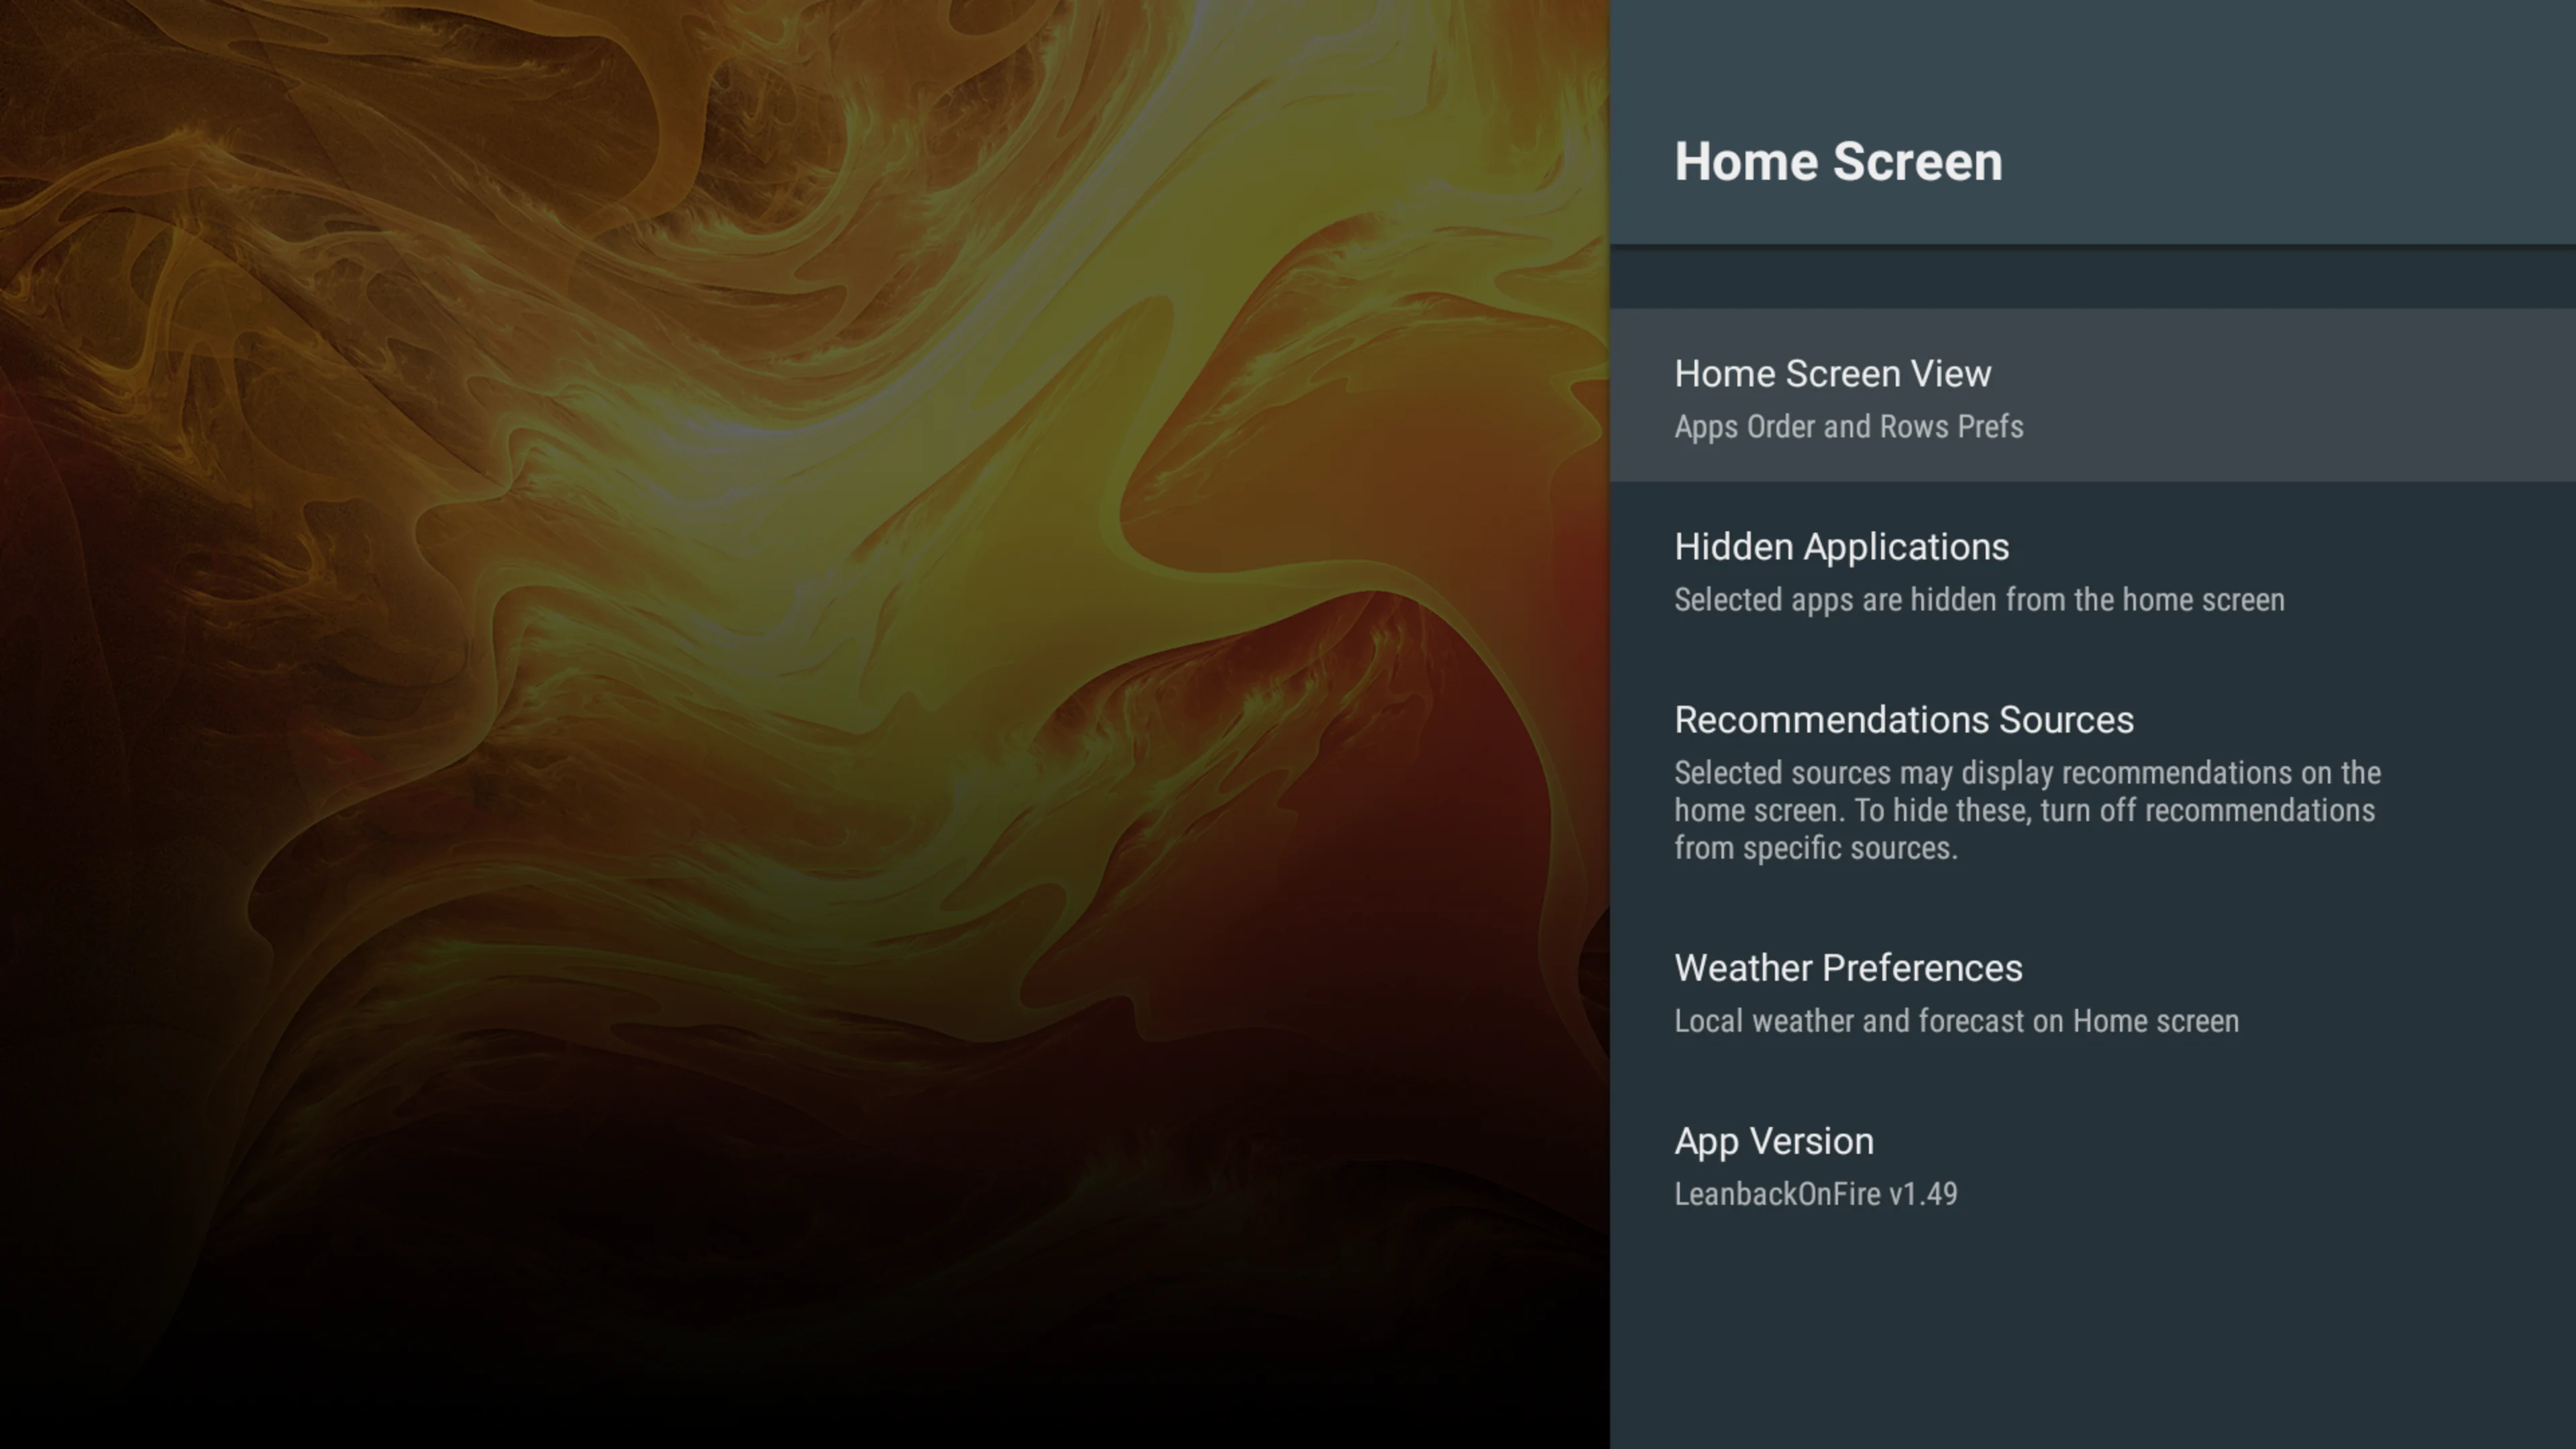 Home Screen
Home Screen View
Apps Order and Rows Prefs
Hidden Applications
Selected apps are hidden from the home screen
Recommendations Sources
Selected sources may display recommendations on the
home screen. To hide these, turn off recommendations
from specific sources.
Weather Preferences
Local weather and forecast on Home screen
App Version
LeanbackOnFire v1.49